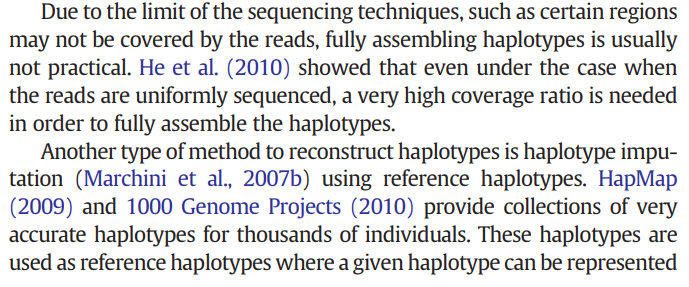 Due to the limit of the sequencing techniques, such as certain regions
may not be covered by the reads, fully assembling haplotypes is usually
not practical. He et al. (2010) showed that even under the case when
the reads are uniformly sequenced, a very high coverage ratio is needed
in order to fully assemble the haplotypes.
Another type of method to reconstruct haplotypes is haplotype impu-
tation (Marchini et al., 2007b) using reference haplotypes. HapMap
(2009) and 1000 Genome Projects (2010) provide collections of very
accurate haplotypes for thousands of individuals. These haplotypes are
used as reference haplotypes where a given haplotype can be represented